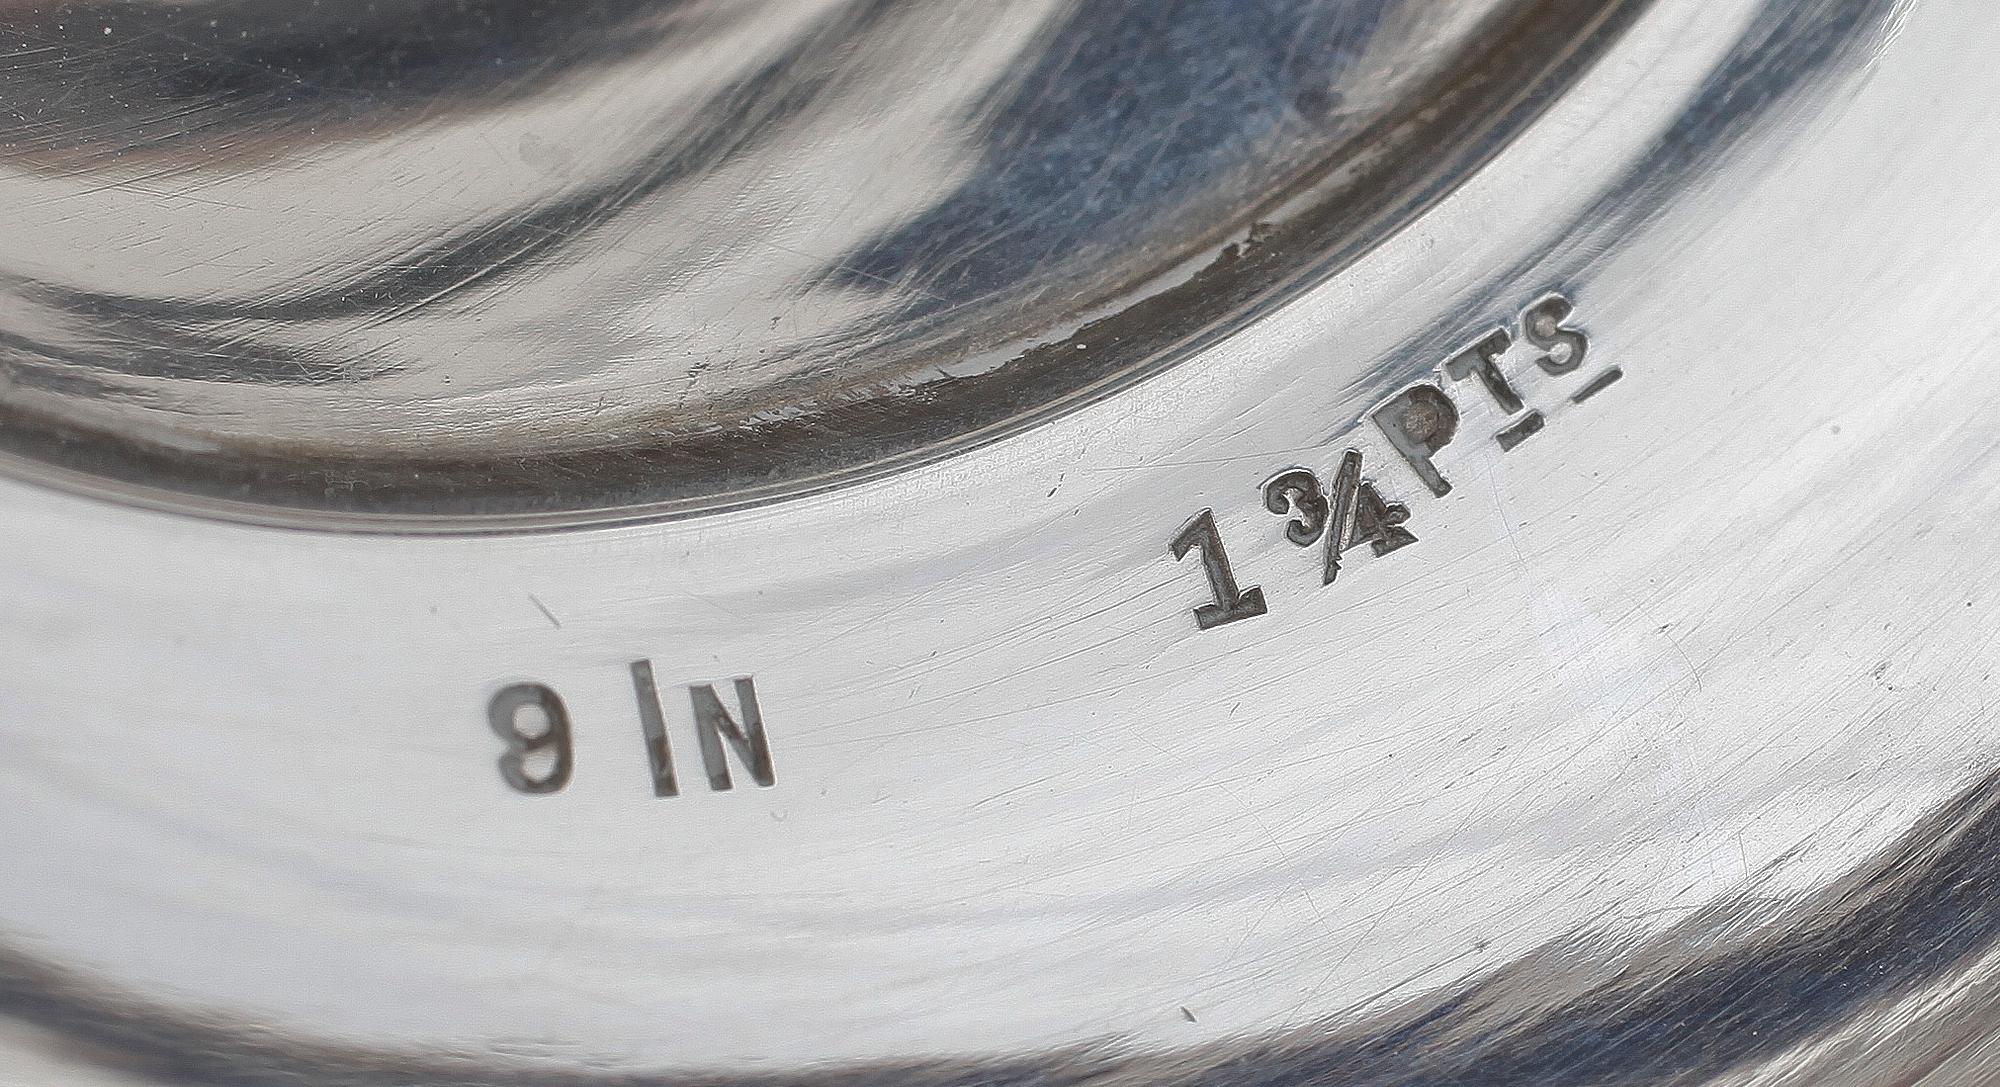 9 IN
1 ¾ PTS